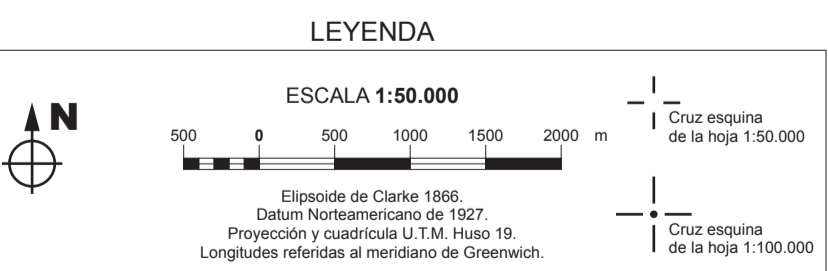 LEYENDA
N
ESCALA 1:50.000
500 0 500 1000 1500 2000 m
Elipsoide de Clarke 1866.
Datum Norteamericano de 1927.
Proyección y cuadrícula U.T.M. Huso 19.
Longitudes referidas al meridiano de Greenwich.
Cruz esquina
de la hoja 1:50.000
Cruz esquina
de la hoja 1:100.000